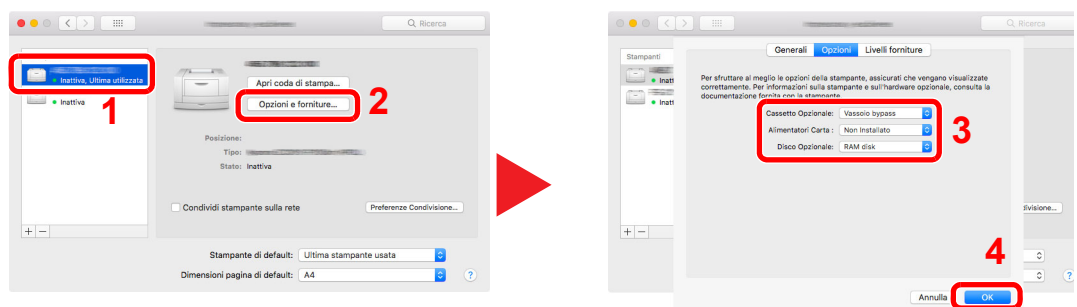 Ricerca
Inattiva, Ultima utilizzata
Inattiva
1
Apri coda di stampa...
Opzioni e forniture...
2
Posizione:
Tipo:
Stato: Inattiva
Condividi stampante sulla rete
Preferenze Condivisione...
+ −
Stampante di default: Ultima stampante usata
Dimensioni pagina di default: A4
?
Ricerca
Stampanti
Generali Opzioni Livelli forniture
Per sfruttare al meglio le opzioni della stampante, assicurati che vengano visualizzate
correttamente. Per informazioni sulla stampante e sull'hardware opzionale, consulta la
documentazione fornita con la stampante.
Cassetto Opzionale: Vassoio bypass
Alimentatori Carta : Non Installato
Disco Opzionale: RAM disk
3
Inatt
Inatt
divisione...
+ −
4
?
Annulla OK